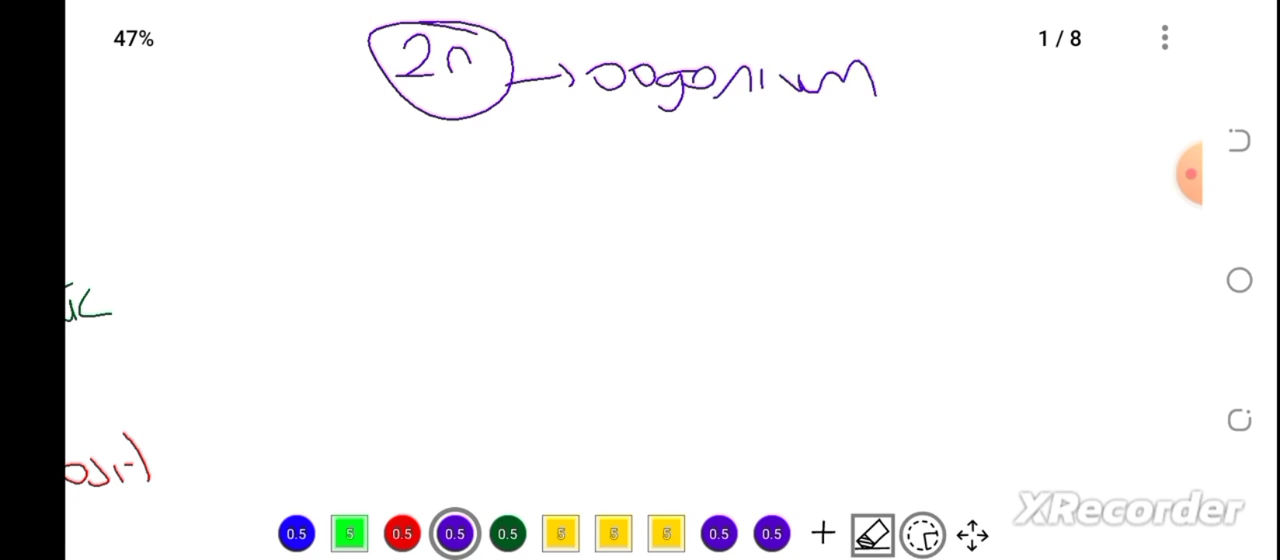 47%
1 / 8
2n → oogonium
XRecorder
0.5 5 0.5 0.5 0.5 5 5 5 0.5 0.5